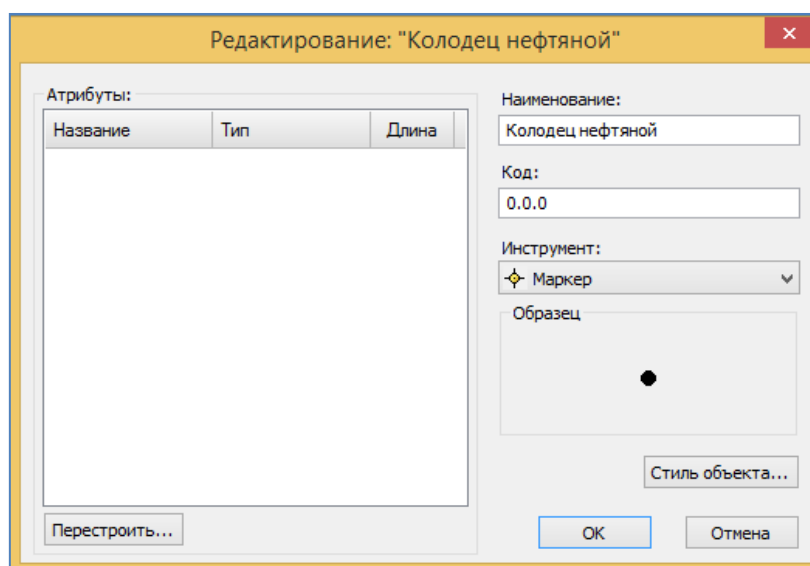 Редактирование: "Колодец нефтяной"
Атрибуты:
Название Тип Длина
Перестроить...
Наименование:
Колодец нефтяной
Код:
0.0.0
Инструмент:
Маркер
Образец
Стиль объекта...
ОК Отмена